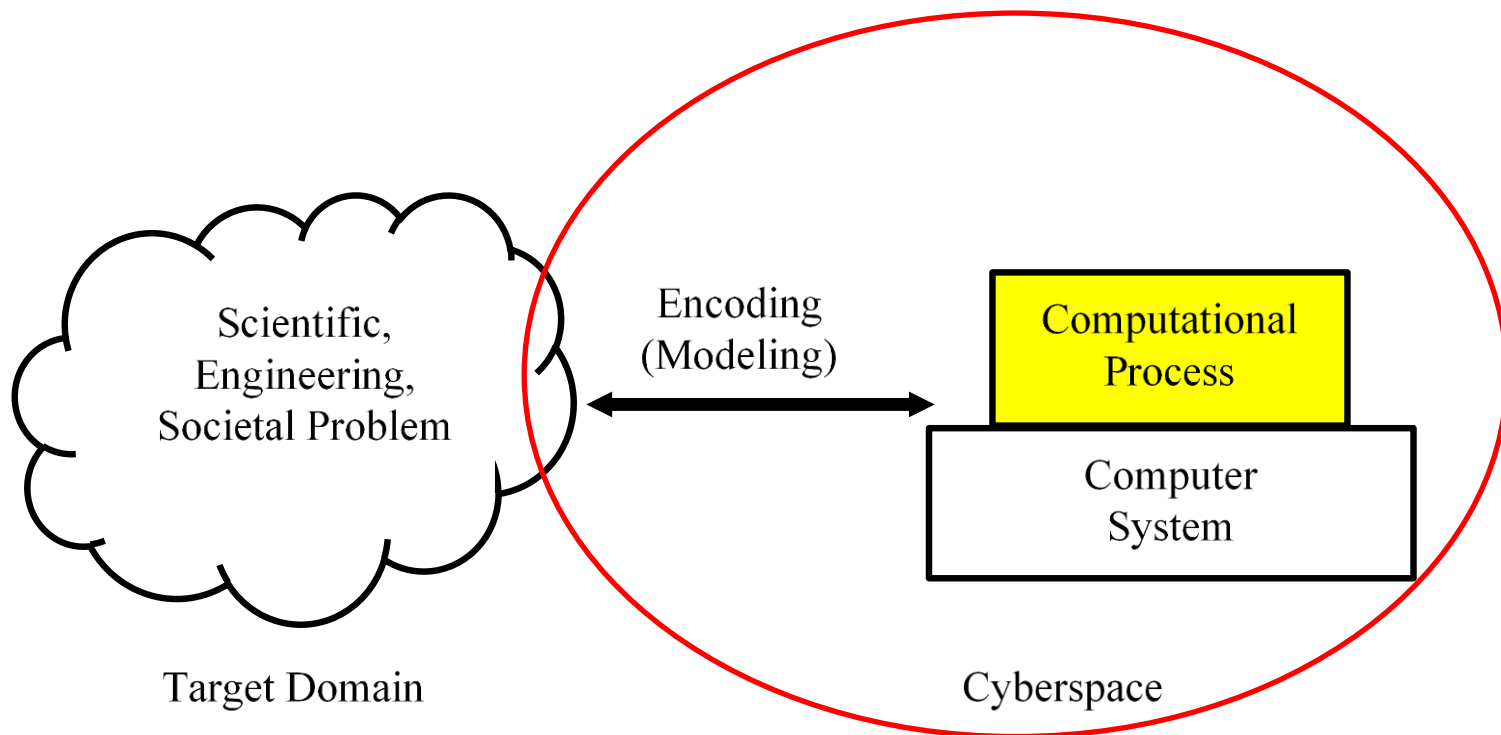 Scientific,
Engineering,
Societal Problem
Encoding
(Modeling)
Computational
Process
Computer
System
Target Domain
Cyberspace